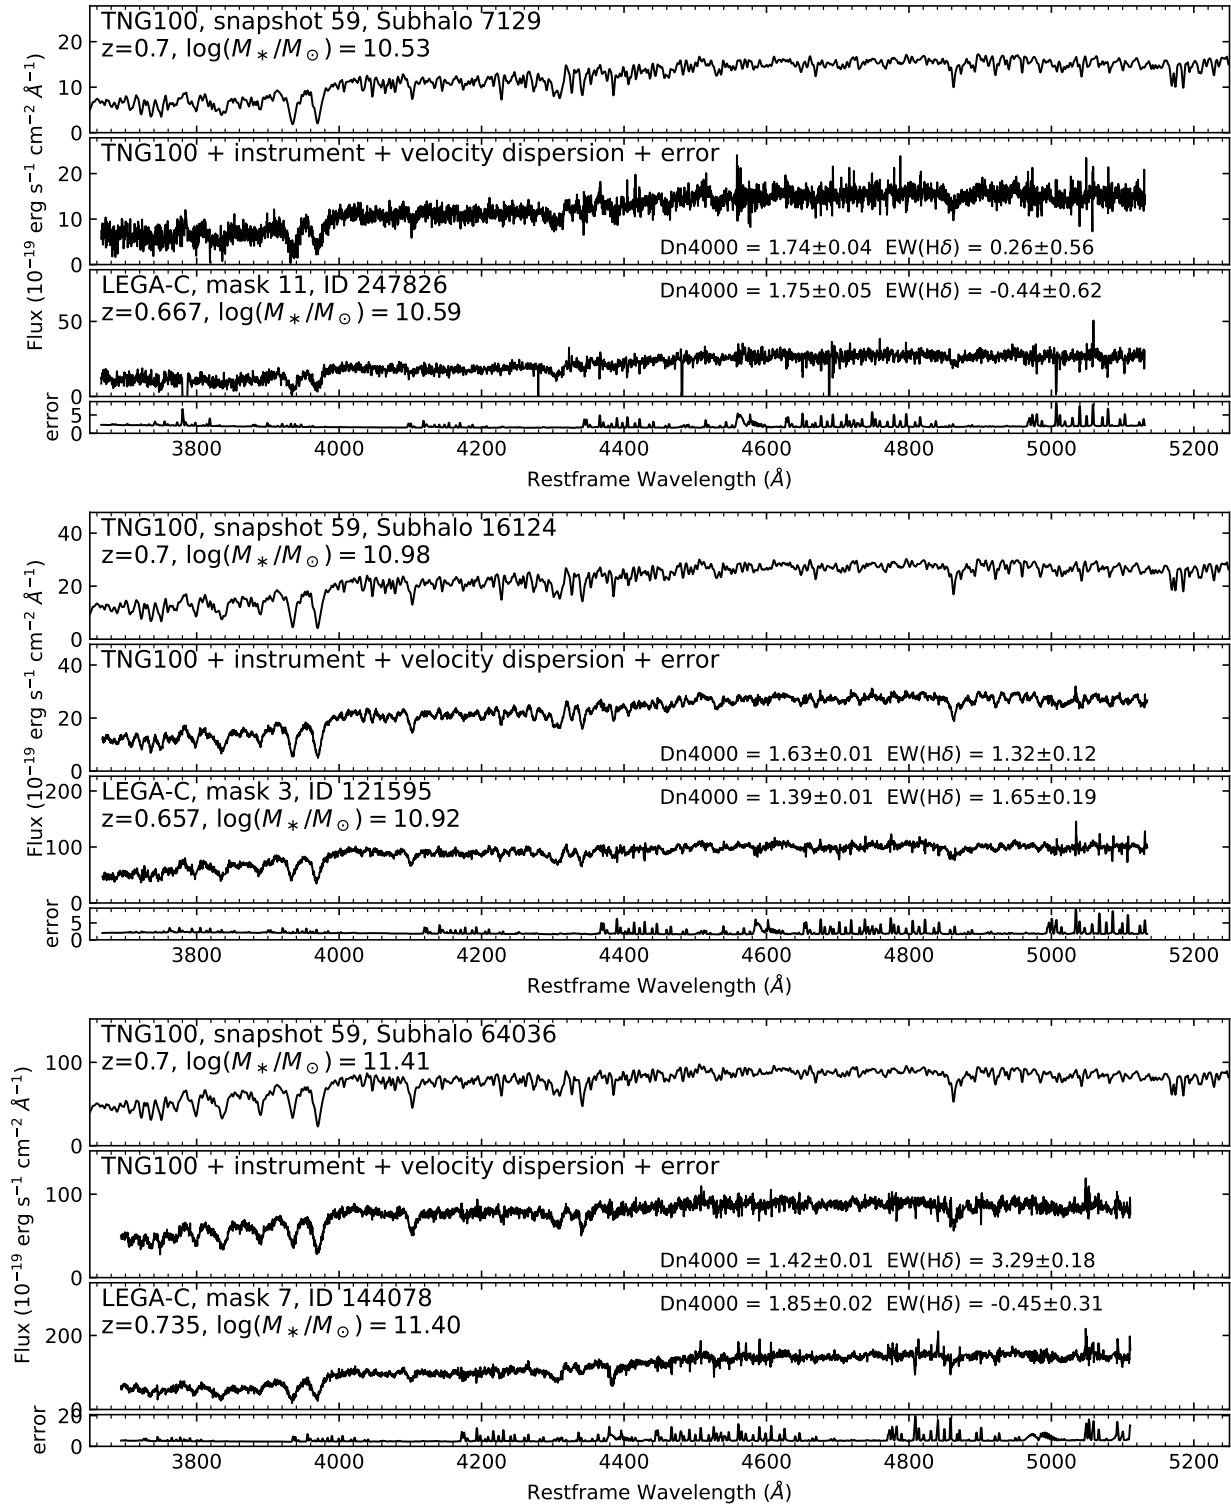 TNG100, snapshot 59, Subhalo 7129
z=0.7, log(M∗/M⊙) = 10.53
20
10
0
TNG100 + instrument + velocity dispersion + error
20
10
0
Dn4000 = 1.74±0.04 EW(Hδ) = 0.26±0.56
LEGA-C, mask 11, ID 247826
z=0.667, log(M∗/M⊙) = 10.59
Dn4000 = 1.75±0.05 EW(Hδ) = -0.44±0.62
50
0
Flux (10⁻¹⁹ erg s⁻¹ cm⁻² Å⁻¹)
error
5
0
3800 4000 4200 4400 4600 4800 5000 5200
Restframe Wavelength (Å)
TNG100, snapshot 59, Subhalo 16124
z=0.7, log(M∗/M⊙) = 10.98
40
20
0
TNG100 + instrument + velocity dispersion + error
40
20
0
Dn4000 = 1.63±0.01 EW(Hδ) = 1.32±0.12
LEGA-C, mask 3, ID 121595
z=0.657, log(M∗/M⊙) = 10.92
Dn4000 = 1.39±0.01 EW(Hδ) = 1.65±0.19
200
100
0
Flux (10⁻¹⁹ erg s⁻¹ cm⁻² Å⁻¹)
error
5
0
3800 4000 4200 4400 4600 4800 5000 5200
Restframe Wavelength (Å)
TNG100, snapshot 59, Subhalo 64036
z=0.7, log(M∗/M⊙) = 11.41
100
0
TNG100 + instrument + velocity dispersion + error
100
0
Dn4000 = 1.42±0.01 EW(Hδ) = 3.29±0.18
LEGA-C, mask 7, ID 144078
z=0.735, log(M∗/M⊙) = 11.40
Dn4000 = 1.85±0.02 EW(Hδ) = -0.45±0.31
200
0
Flux (10⁻¹⁹ erg s⁻¹ cm⁻² Å⁻¹)
error
20
0
3800 4000 4200 4400 4600 4800 5000 5200
Restframe Wavelength (Å)